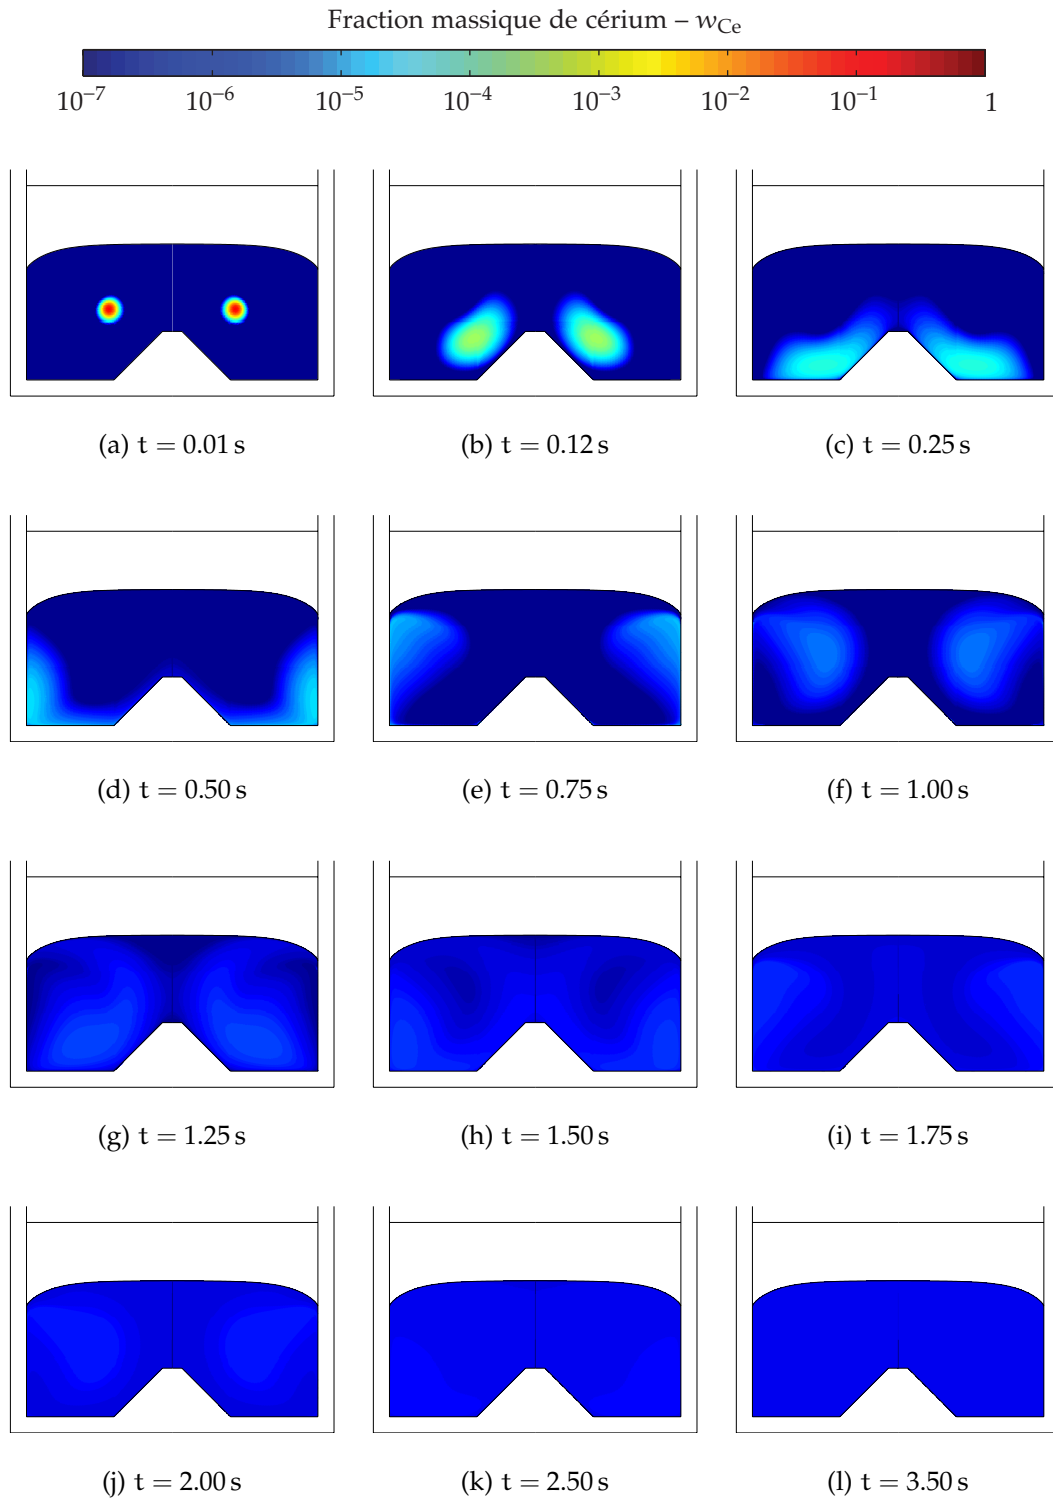 Fraction massique de cérium – w_Ce
10⁻⁷ 10⁻⁶ 10⁻⁵ 10⁻⁴ 10⁻³ 10⁻² 10⁻¹ 1
(a) t = 0.01 s (b) t = 0.12 s (c) t = 0.25 s
(d) t = 0.50 s (e) t = 0.75 s (f) t = 1.00 s
(g) t = 1.25 s (h) t = 1.50 s (i) t = 1.75 s
(j) t = 2.00 s (k) t = 2.50 s (l) t = 3.50 s